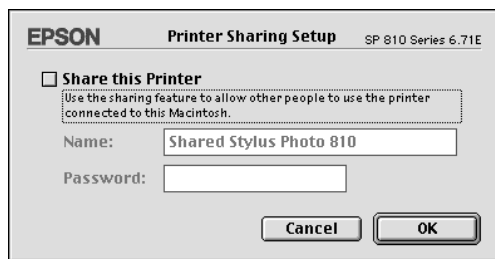 EPSON Printer Sharing Setup SP 810 Series 6.71E
Share this Printer
Use the sharing feature to allow other people to use the printer
connected to this Macintosh.
Name: Shared Stylus Photo 810
Password:
Cancel OK